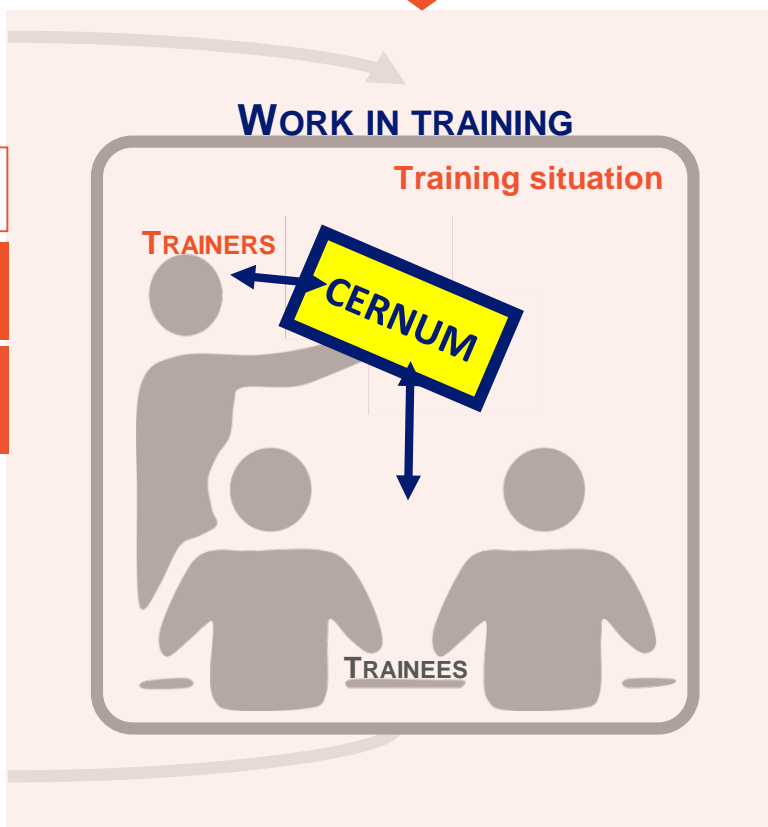 WORK IN TRAINING
Training situation
TRAINERS
CERNUM
TRAINEES